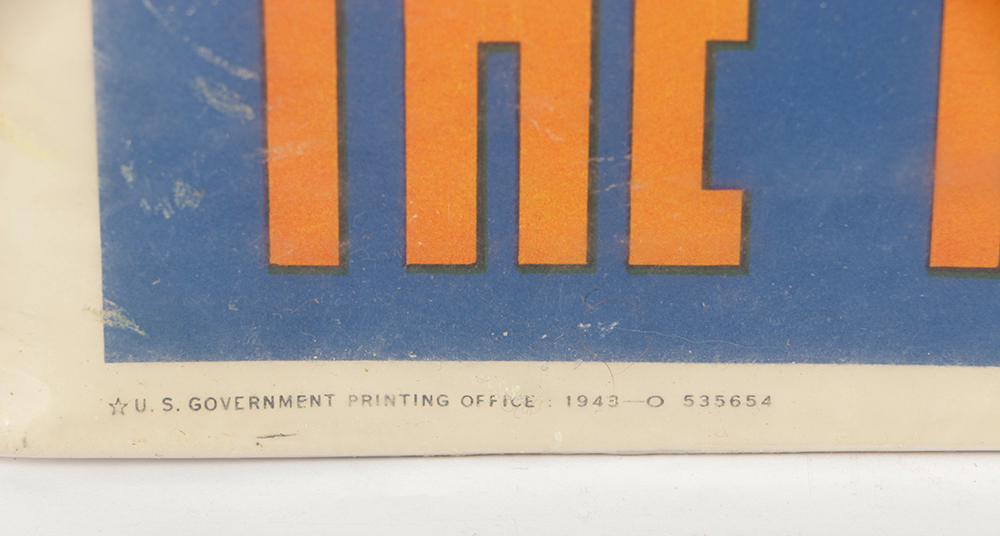 THE
☆ U. S. GOVERNMENT PRINTING OFFICE : 1943—O 535654